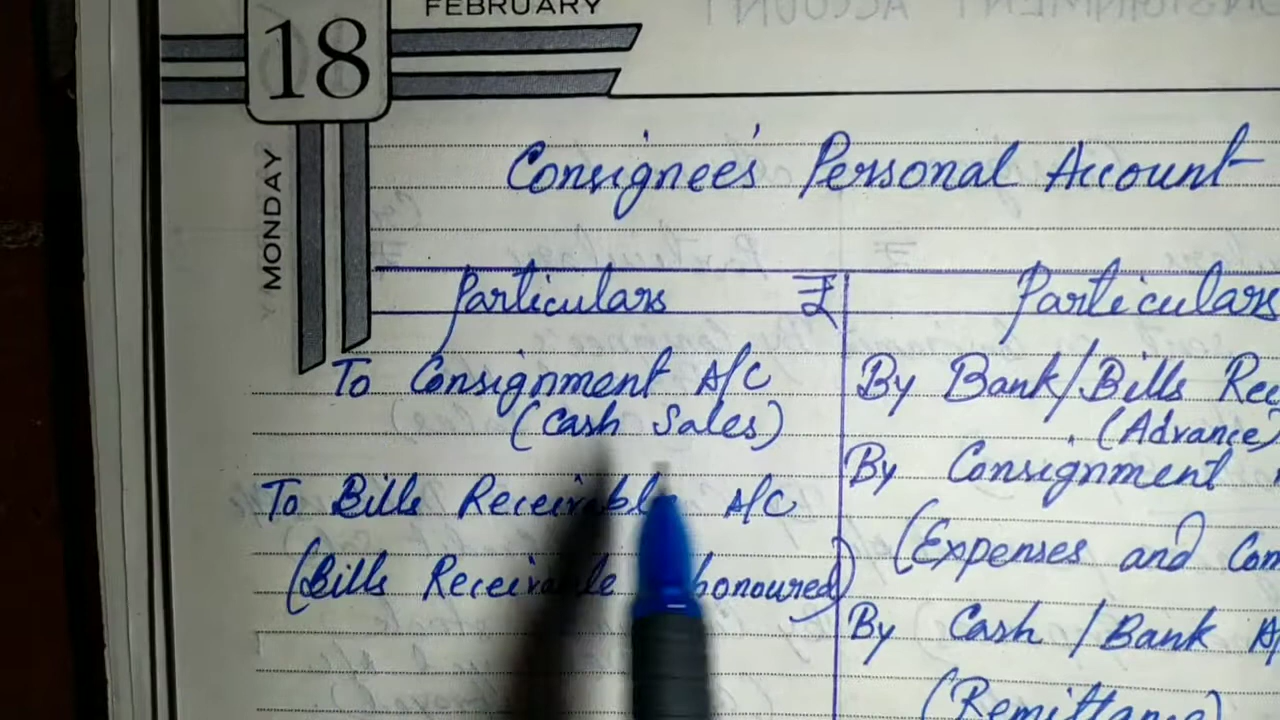 FEBRUARY
18
MONDAY
Consignee's Personal Account
Particulars ₹ Particulars
To Consignment A/C By Bank/Bills Rec
(Cash Sales) (Advance)
By Consignment
To Bills Receivable A/C
(Expenses and Com
(Bills Receivable honoured)
By Cash / Bank A
(Remittance)